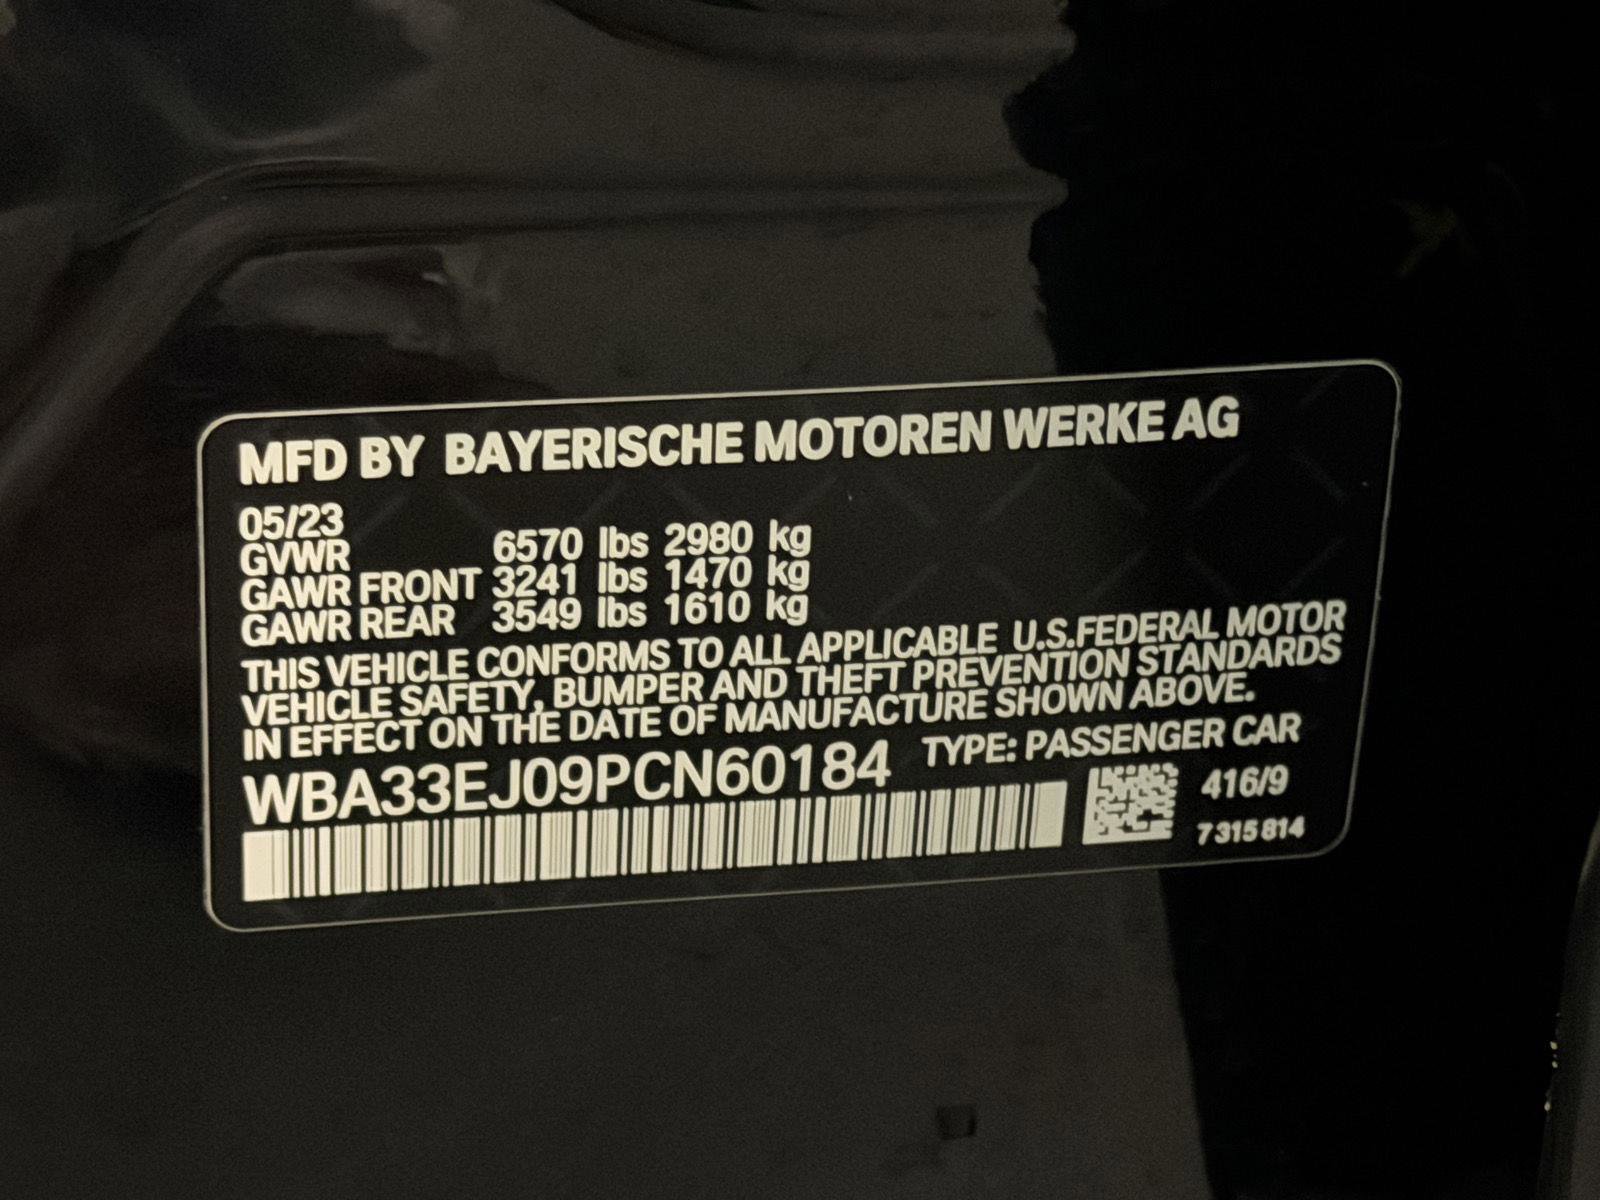 MFD BY BAYERISCHE MOTOREN WERKE AG
05/23
GVWR 6570 lbs 2980 kg
GAWR FRONT 3241 lbs 1470 kg
GAWR REAR 3549 lbs 1610 kg
THIS VEHICLE CONFORMS TO ALL APPLICABLE U.S.FEDERAL MOTOR
VEHICLE SAFETY, BUMPER AND THEFT PREVENTION STANDARDS
IN EFFECT ON THE DATE OF MANUFACTURE SHOWN ABOVE.
WBA33EJ09PCN60184 TYPE: PASSENGER CAR
416/9
7 315 814